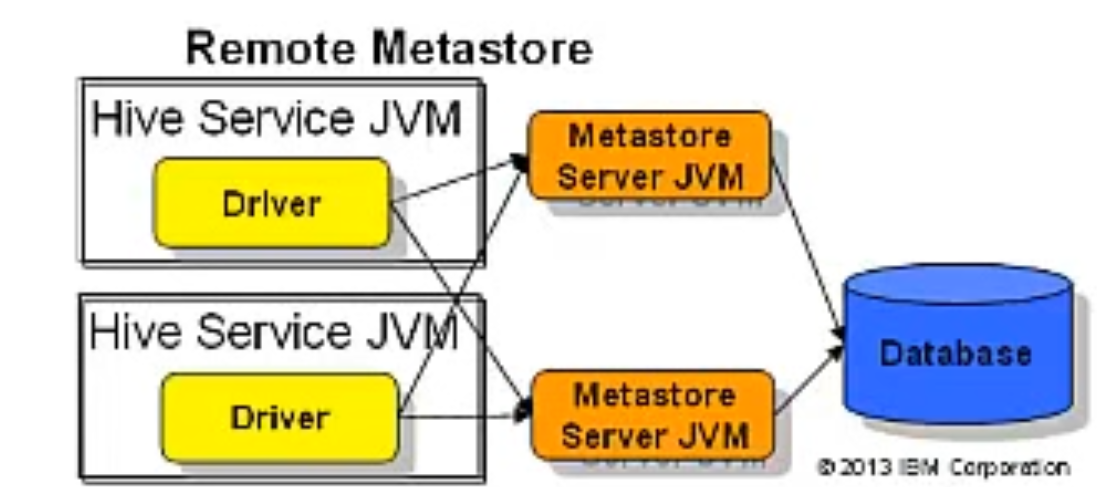 Remote Metastore
Hive Service JVM
Driver
Metastore
Server JVM
Hive Service JVM
Driver
Metastore
Server JVM
Database
© 2013 IBM Corporation